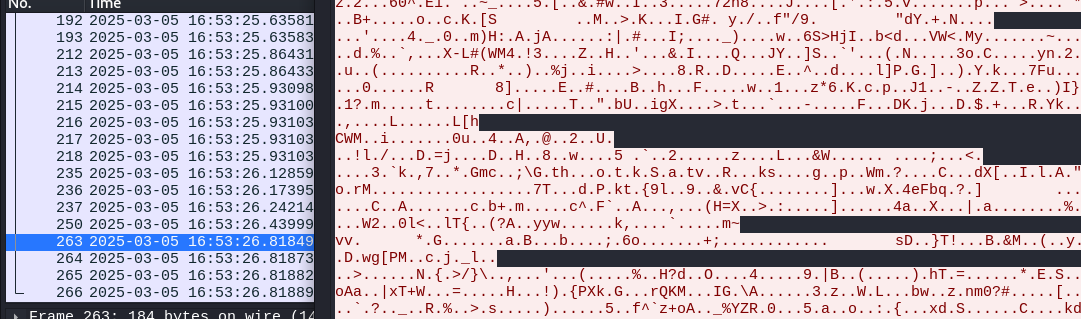 No. Time
192 2025-03-05 16:53:25.63581
193 2025-03-05 16:53:25.63583
212 2025-03-05 16:53:25.86431
213 2025-03-05 16:53:25.86433
214 2025-03-05 16:53:25.93098
215 2025-03-05 16:53:25.93100
216 2025-03-05 16:53:25.93103
217 2025-03-05 16:53:25.93103
218 2025-03-05 16:53:25.93103
235 2025-03-05 16:53:26.12859
236 2025-03-05 16:53:26.17395
237 2025-03-05 16:53:26.24214
250 2025-03-05 16:53:26.43999
263 2025-03-05 16:53:26.81849
264 2025-03-05 16:53:26.81873
265 2025-03-05 16:53:26.81882
266 2025-03-05 16:53:26.81889
Frame 263: 184 bytes on wire (14
..B+.....o..c.K.[S ..M..>.K...I.G#. y./..f"/9. "dY.+.N....
...'....4._.0..m)H:.A.jA......:|.#...I;...._)....w..6S>HjI..b<d...VW<.My.......~...
..d.%..`,...X-L#(WM4.!3....Z..H..'...&.I....Q...JY..]S..`'...(.N.....3o.C.....yn.2.
.u..(..........R..*..)..%j..i....>....8.R..D.....E..^..d....l]P.G.]..).Y.k...7Fu...
...0......R 8].....E..#....B..h...F.....w..1...z*6.K.c.p..J1..-..Z.Z.T.e..)I}
.1?.m.....t........c|.....T..".bU..igX....>.t...`...-.....F...DK.j...D.$.+...R.Yk..
.,....L......L[h
CWM..i.......0u..4..A,.@..2..U.
..!l./...D.=j....D..H..8..w....5 .`..2......z....L...&W...... ....;...<.
....3.`k.,7..*.Gmc..;\G.th...o.t.k.S.a.tv..R...ks....g..p..Wm.?....C...dX[..I.l.A."
o.rM.................7T...d.P.kt.{9l..9..&.vC{........]...w.X.4eFbq.?.] ...
....C..A.......c.b+.m.....c^.F`..A...,...(H=X..>.:.....]......4a..X...|.a........%.
...W2..0l<..lT{..(?A..yyw......k,....`.....m~
vv. *.G.......a.B...b....;.6o.......+;............ sD..}T!...B.&M..(..y.
.D.wg[PM..c.j._l..
..>......N.{.>/}\..,...'...(.....%..H?d..O....4.....9.|B..(.....).hT.=......*.E.S..
oAa..|xT+W...=.....H...!).{PXk.G...rQKM...IG.\A......3.z..W.L...bw..z.nm0?#.....[..
..`.?.._..R.%..>.s.....)......5..f^`z+oA.._%YZR.0...5.a..o..:.{...xd.S......C....kd